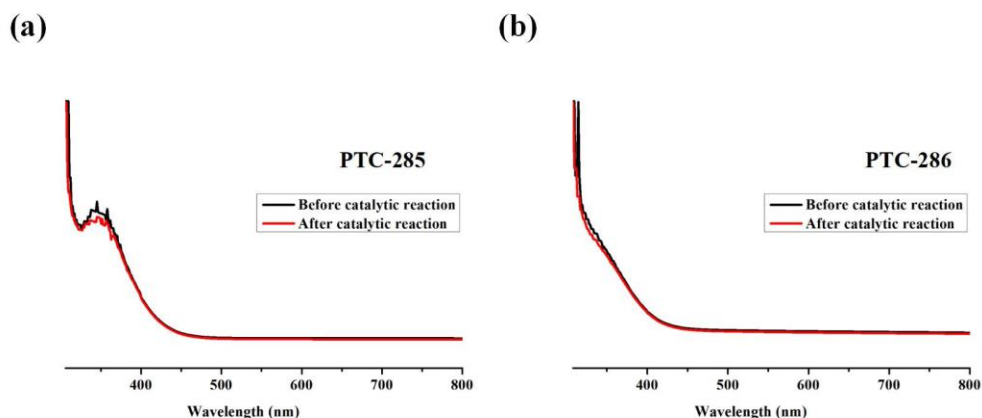 (a)
PTC-285
Before catalytic reaction
After catalytic reaction
400 500 600 700 800
Wavelength (nm)
(b)
PTC-286
Before catalytic reaction
After catalytic reaction
400 500 600 700 800
Wavelength (nm)